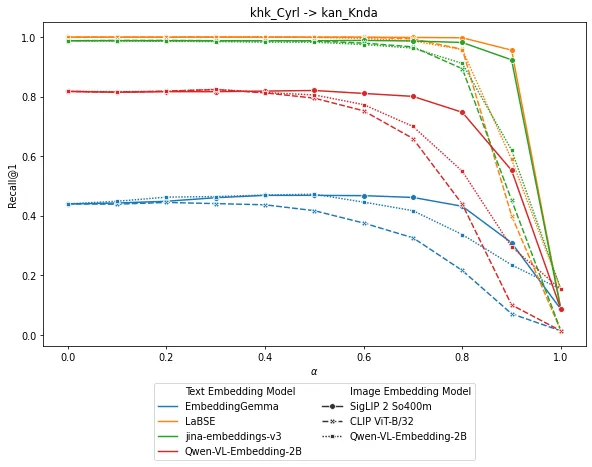 khk_Cyrl -> kan_Knda
Recall@1
1.0
0.8
0.6
0.4
0.2
0.0
0.0 0.2 0.4 0.6 0.8 1.0
α
Text Embedding Model
EmbeddingGemma
LaBSE
jina-embeddings-v3
Qwen-VL-Embedding-2B
Image Embedding Model
SigLIP 2 So400m
CLIP ViT-B/32
Qwen-VL-Embedding-2B